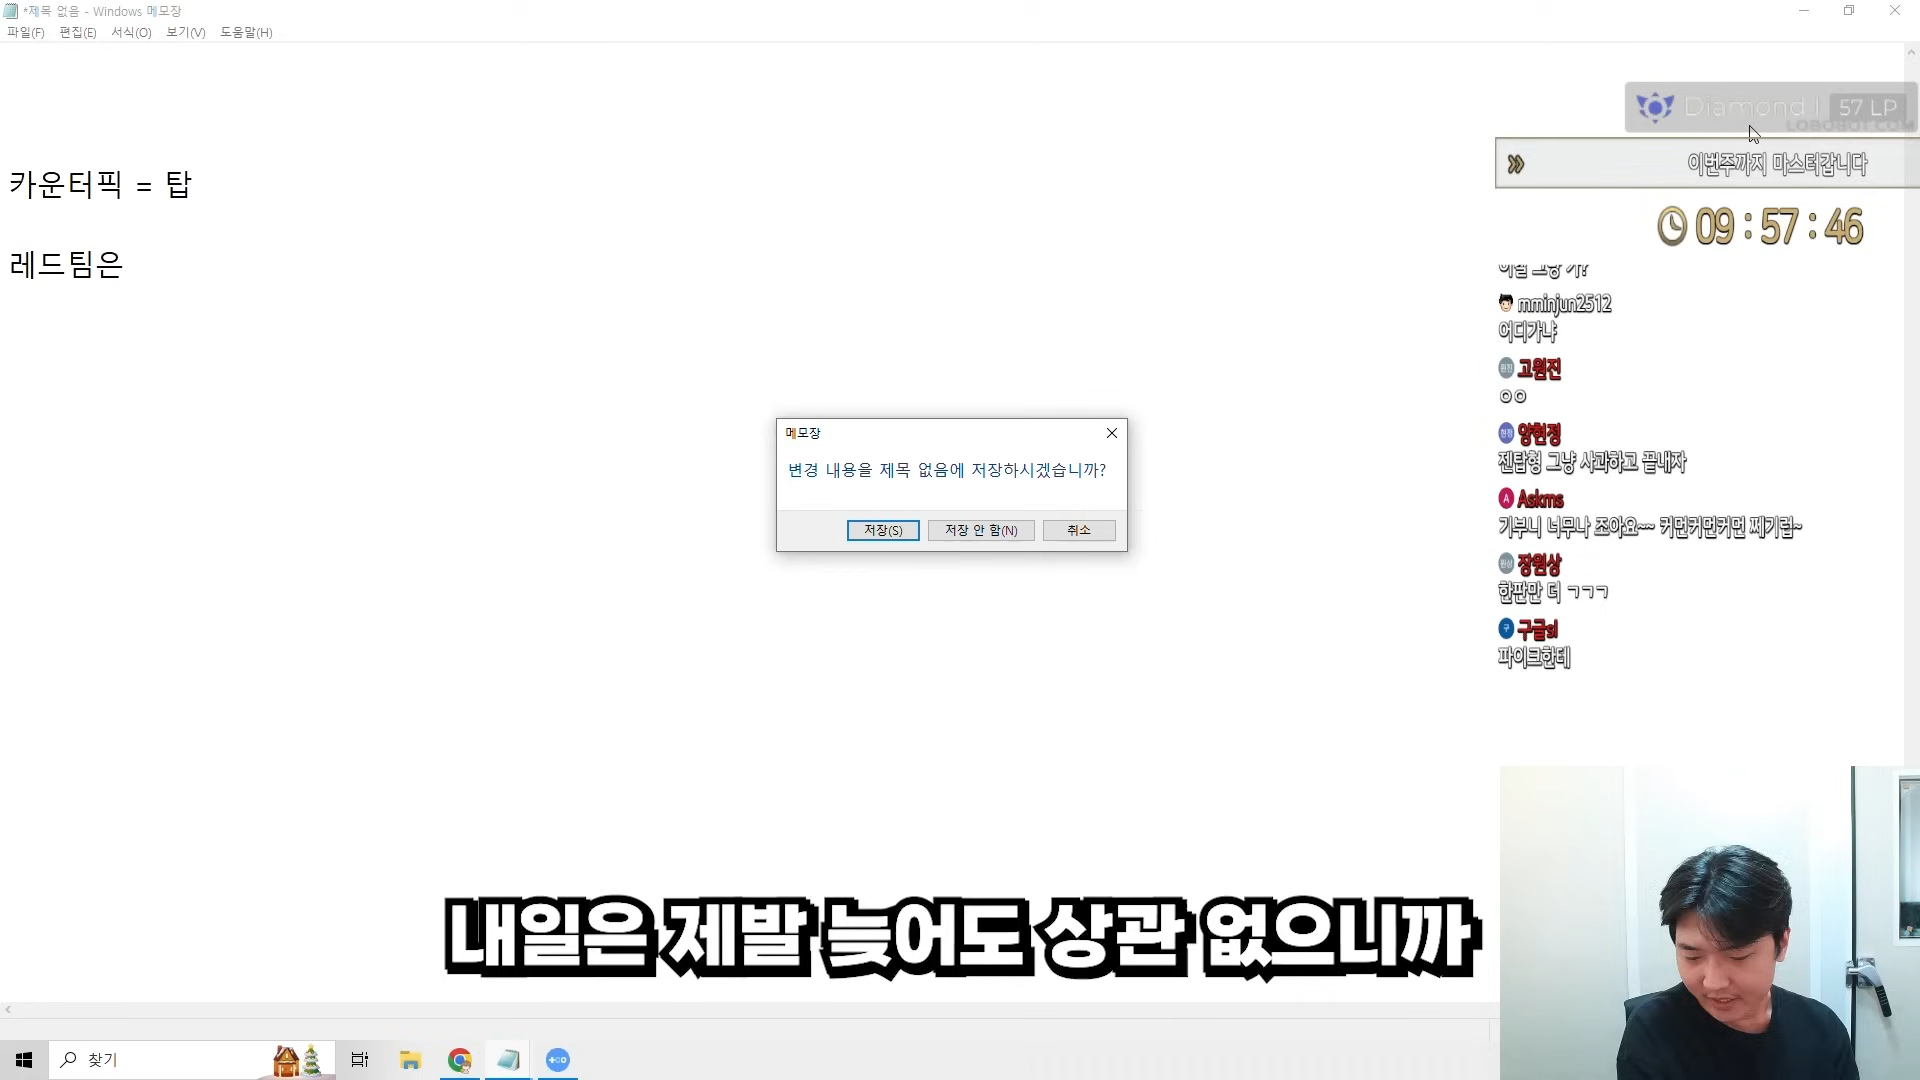 *제목 없음 - Windows 메모장
파일(F) 편집(E) 서식(O) 보기(V) 도움말(H)
Diamond I 57 LP
이번주까지 마스터갑니다
09:57:46
카운터픽 = 탑
레드팀은
mminjun2512
어디가냐
고원진
ㅇㅇ
양현정
젠탑형 그냥 사과하고 끝내자
Askms
기부니 너무나 조아요~~ 커먼커먼커먼 쩨기럽~
장원상
한판만 더 ㄱㄱㄱ
구글sl
파이크한테
메모장
변경 내용을 제목 없음에 저장하시겠습니까?
저장(S) 저장 안 함(N) 취소
내일은 제발 늦어도 상관 없으니까
찾기